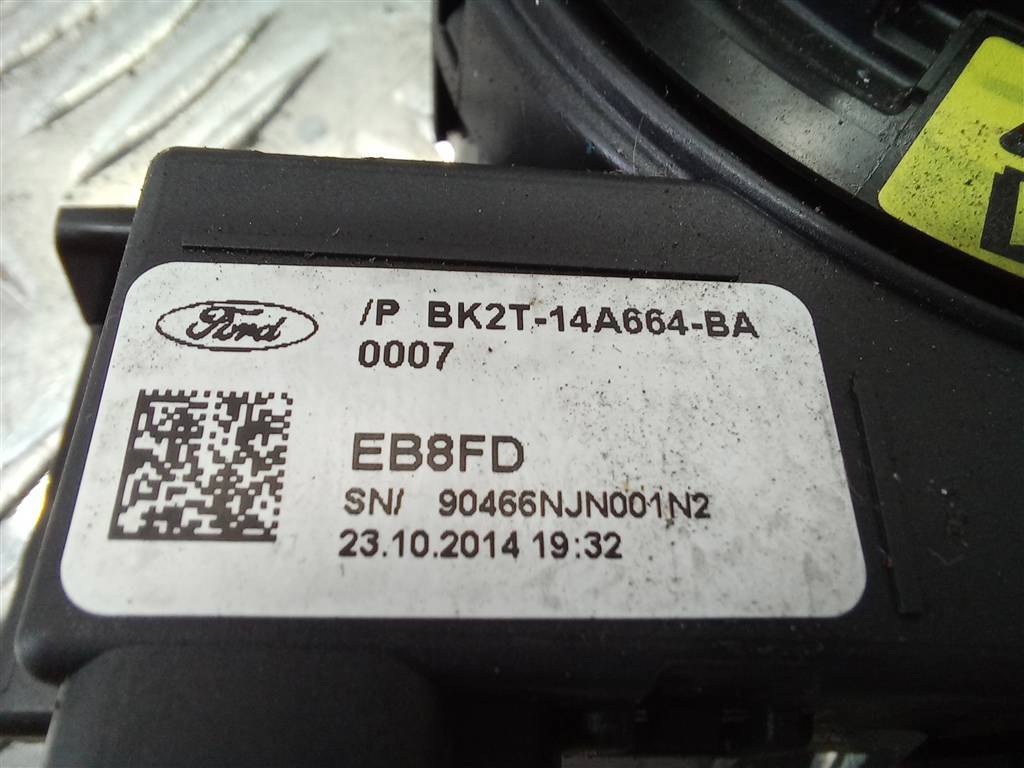 Ford
/P BK2T-14A664-BA
0007
EB8FD
SN/ 90466NJN001N2
23.10.2014 19:32